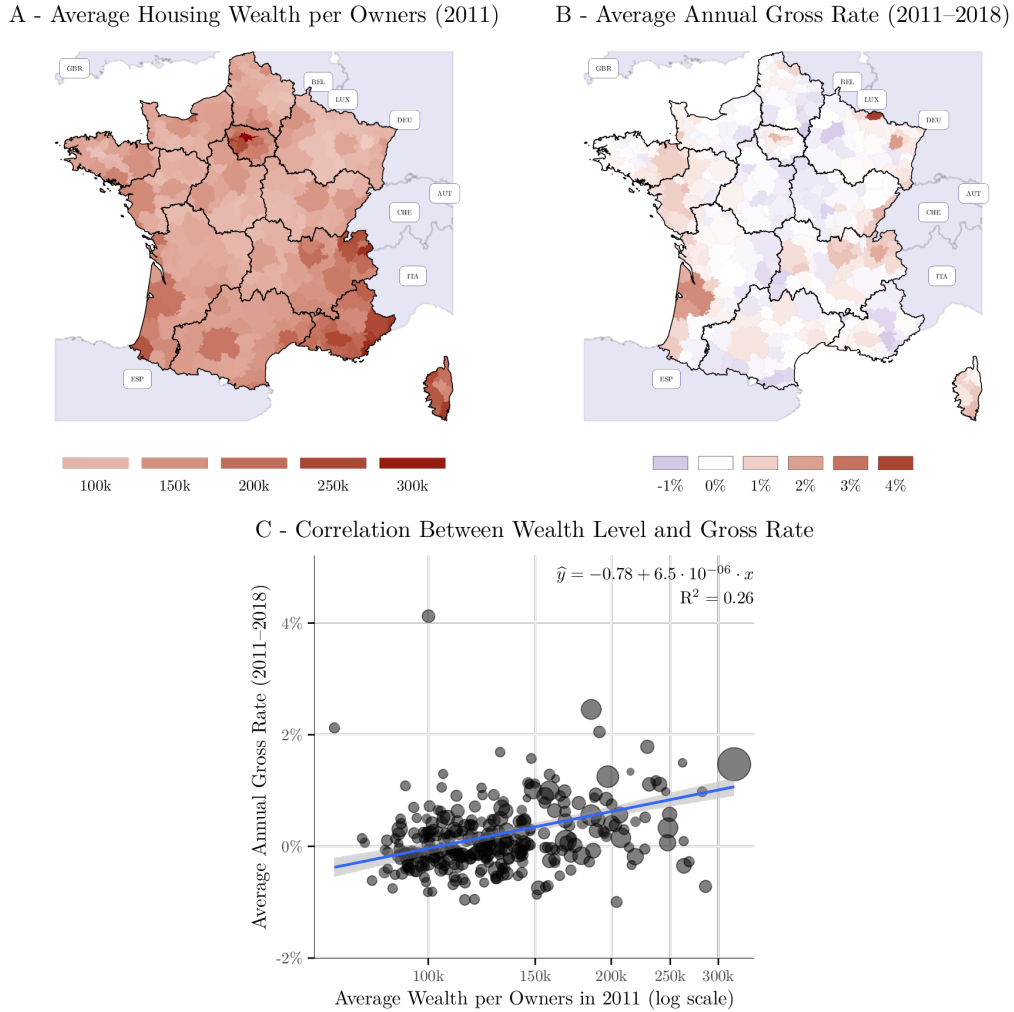 A - Average Housing Wealth per Owners (2011)
B - Average Annual Gross Rate (2011–2018)
GBR
BEL
LUX
DEU
AUT
CHE
ITA
ESP
100k 150k 200k 250k 300k
GBR
BEL
LUX
DEU
AUT
CHE
ITA
ESP
-1% 0% 1% 2% 3% 4%
C - Correlation Between Wealth Level and Gross Rate
ŷ = −0.78 + 6.5 · 10⁻⁰⁶ · x
R² = 0.26
Average Annual Gross Rate (2011–2018)
4%
2%
0%
-2%
100k 150k 200k 250k 300k
Average Wealth per Owners in 2011 (log scale)